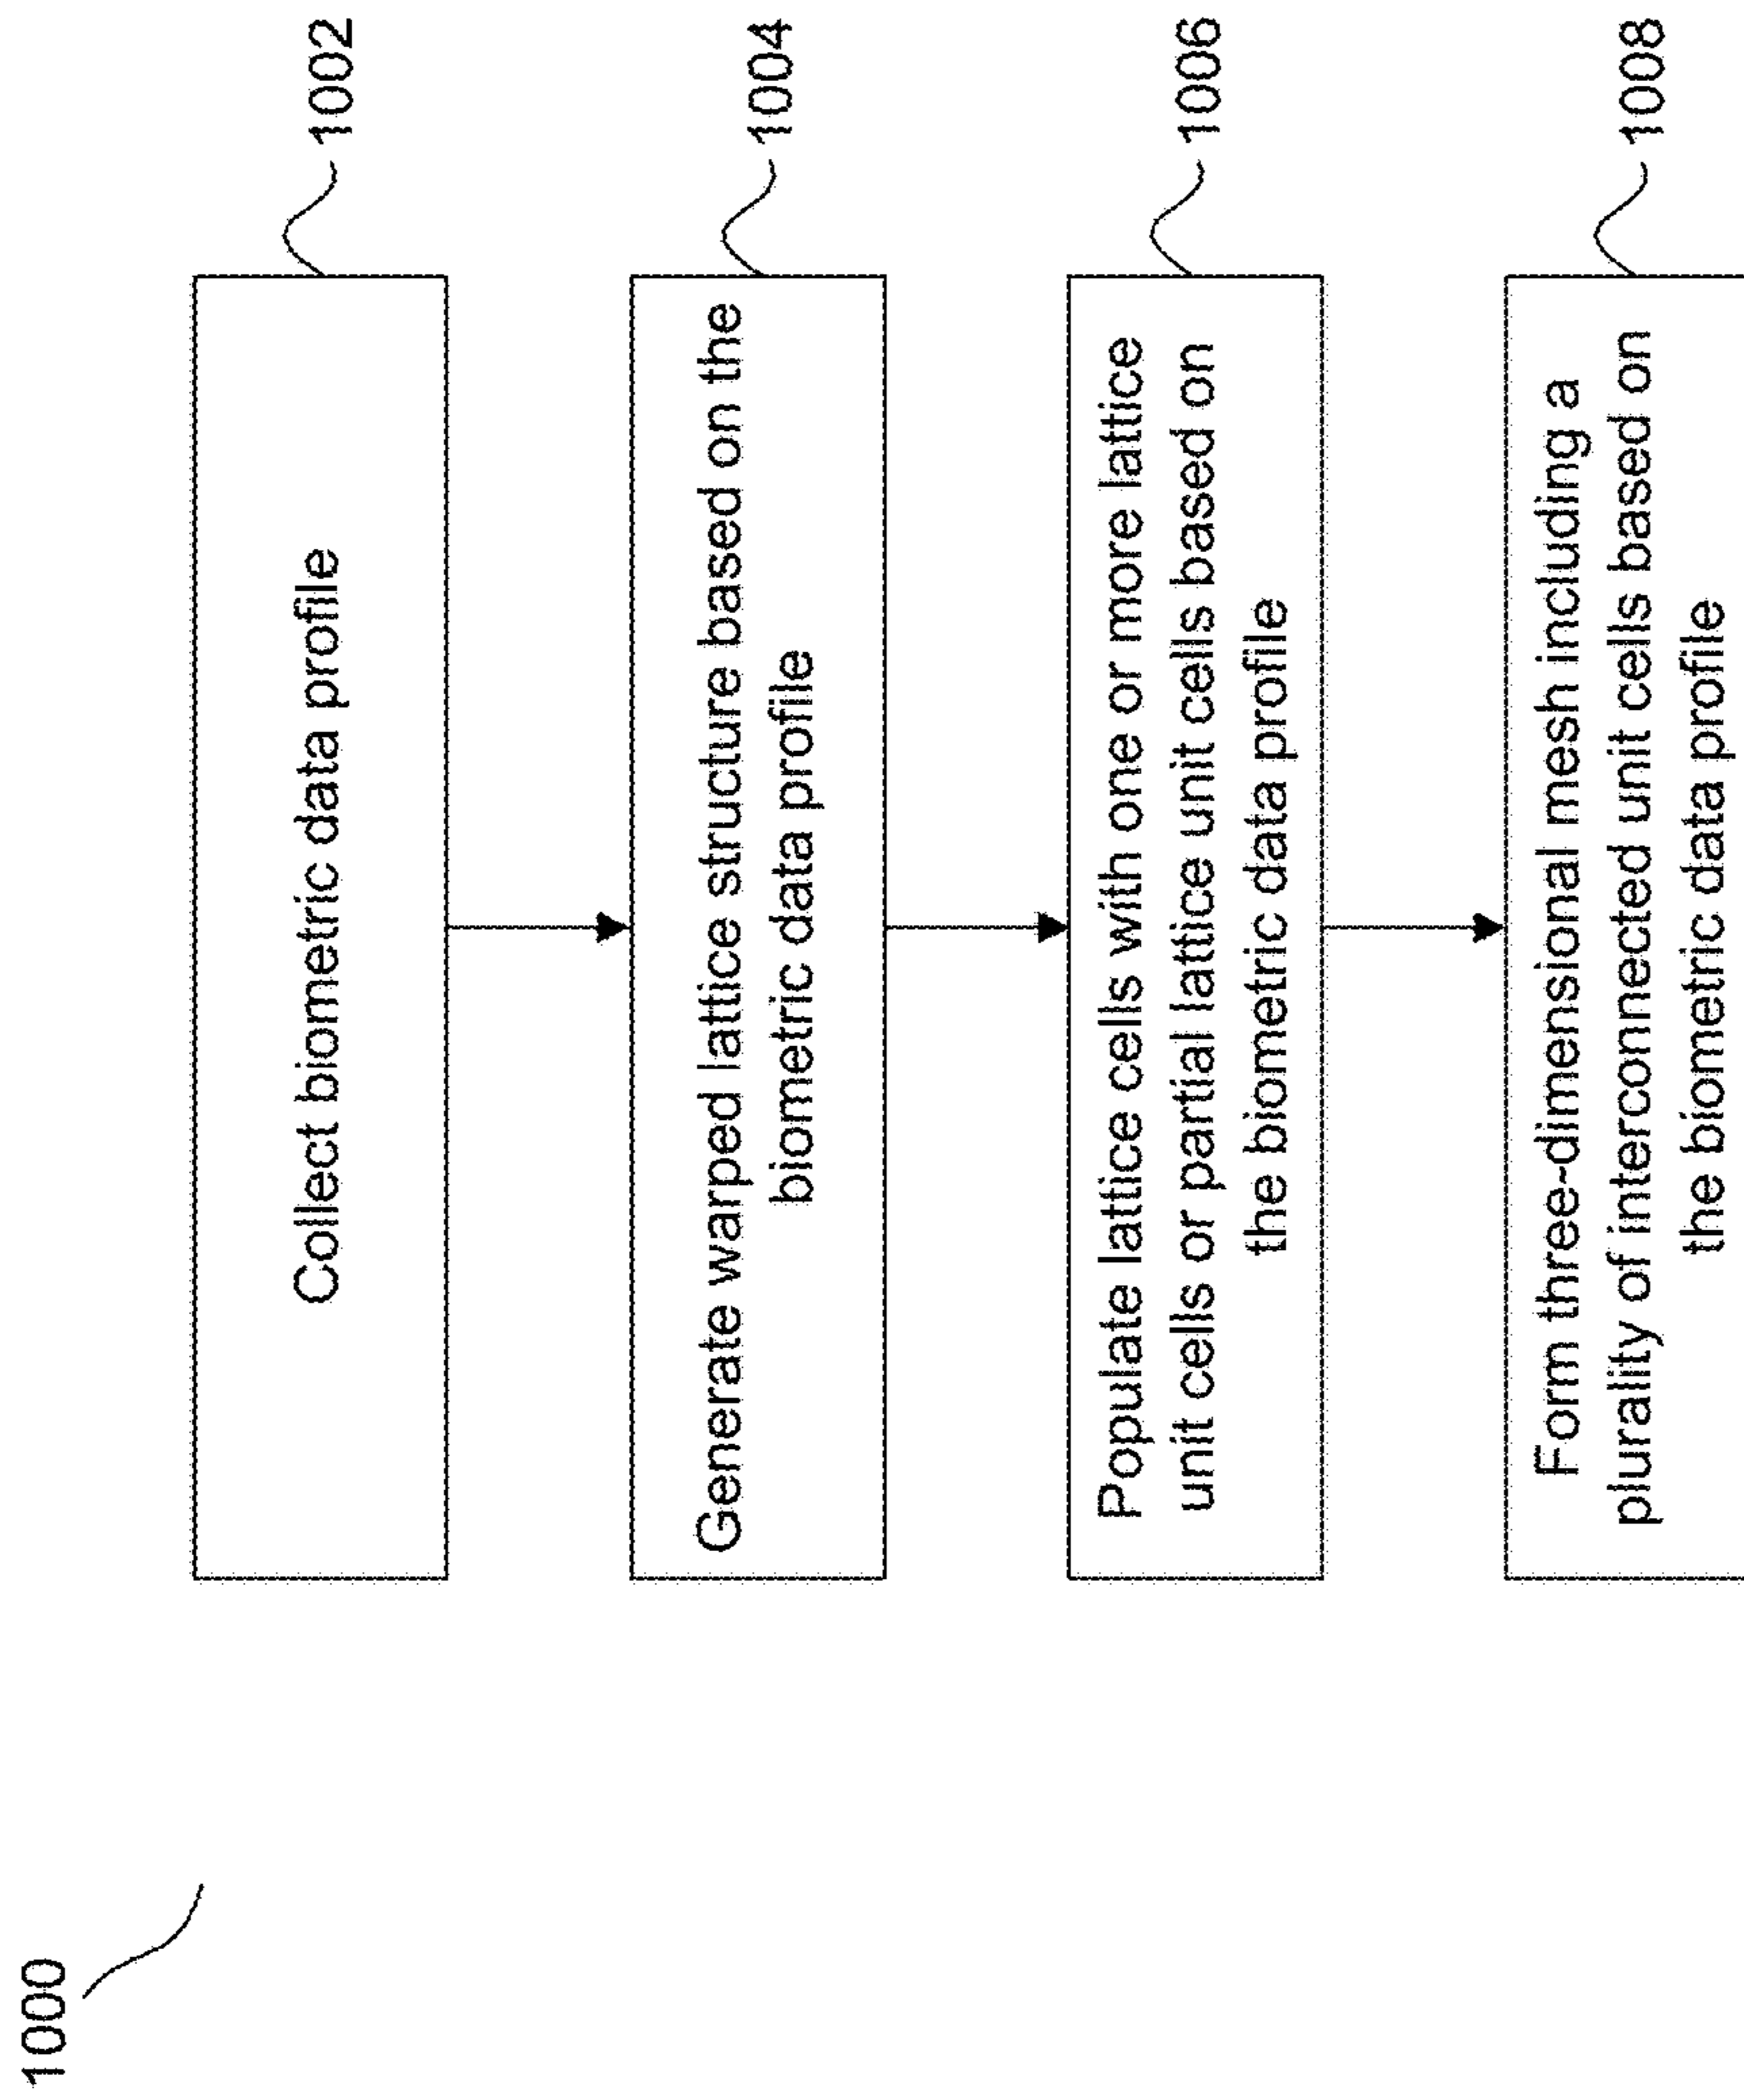 1000
Collect biometric data profile
1002
Generate warped lattice structure based on the
biometric data profile
1004
Populate lattice cells with one or more lattice
unit cells or partial lattice unit cells based on
the biometric data profile
1006
Form three-dimensional mesh including a
plurality of interconnected unit cells based on
the biometric data profile
1008